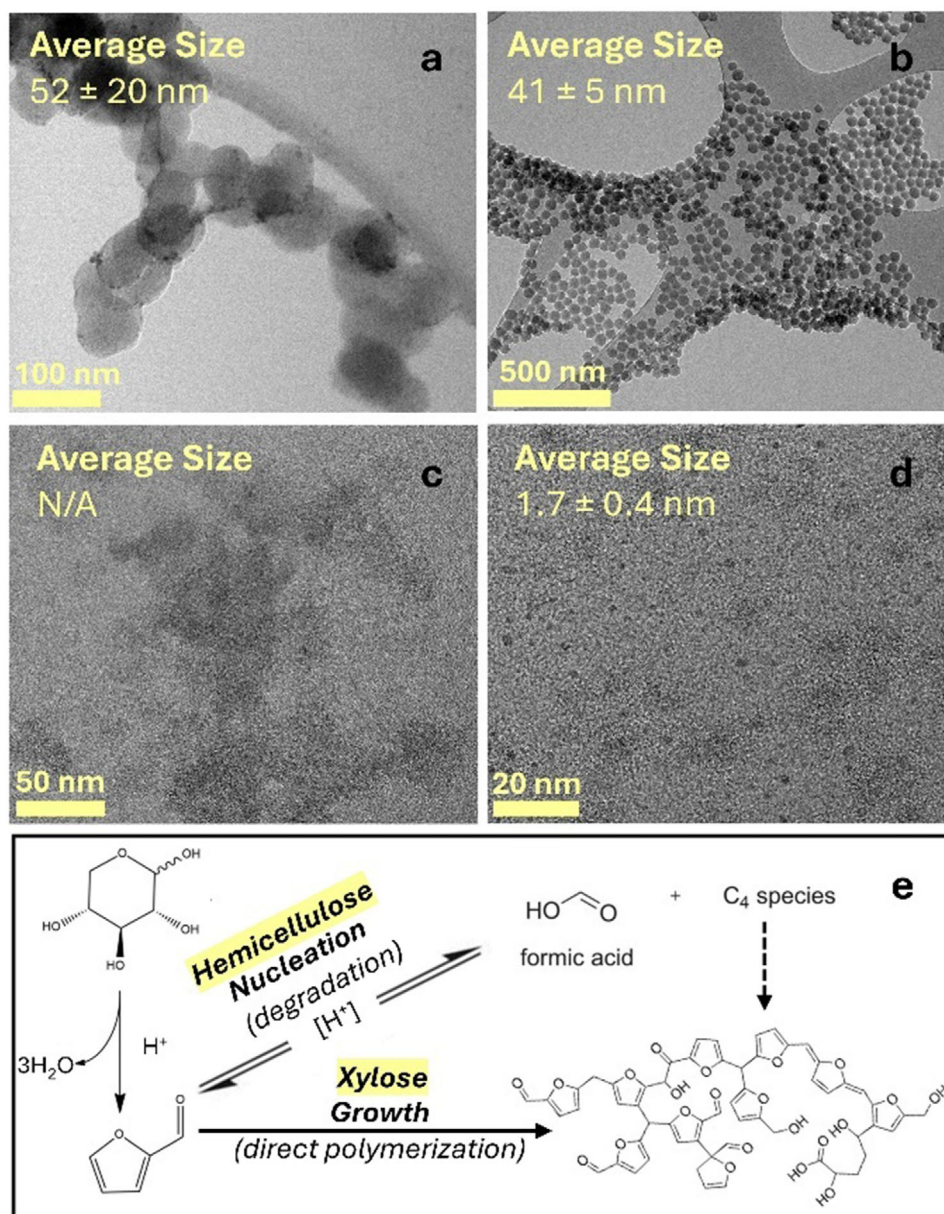 Average Size
52 ± 20 nm
a
100 nm
Average Size
41 ± 5 nm
b
500 nm
Average Size
N/A
c
50 nm
Average Size
1.7 ± 0.4 nm
d
20 nm
e
O
OH
HO
OH
HO
3H₂O
H⁺
O
O
Hemicellulose
Nucleation
(degradation)
[H⁺]
HO
O
formic acid
+
C₄ species
Xylose
Growth
(direct polymerization)
O
O
O
O
OH
O
O
O
O
OH
O
O
O
O
O
O
O
OH
O
HO
O
HO
OH